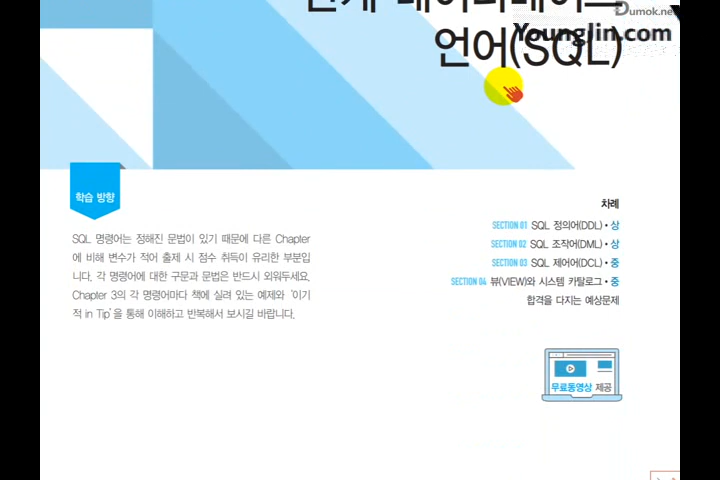 Dumok.net
Younglin.com
언어(SQL)
학습 방향
SQL 명령어는 정해진 문법이 있기 때문에 다른 Chapter
에 비해 변수가 적어 출제 시 점수 취득이 유리한 부분입
니다. 각 명령어에 대한 구문과 문법은 반드시 외워두세요.
Chapter 3의 각 명령어마다 책에 실려 있는 예제와 ‘이기
적 in Tip’을 통해 이해하고 반복해서 보시길 바랍니다.
차례
SECTION 01 SQL 정의어(DDL) • 상
SECTION 02 SQL 조작어(DML) • 상
SECTION 03 SQL 제어어(DCL) • 중
SECTION 04 뷰(VIEW)와 시스템 카탈로그 • 중
합격을 다지는 예상문제
무료동영상 제공